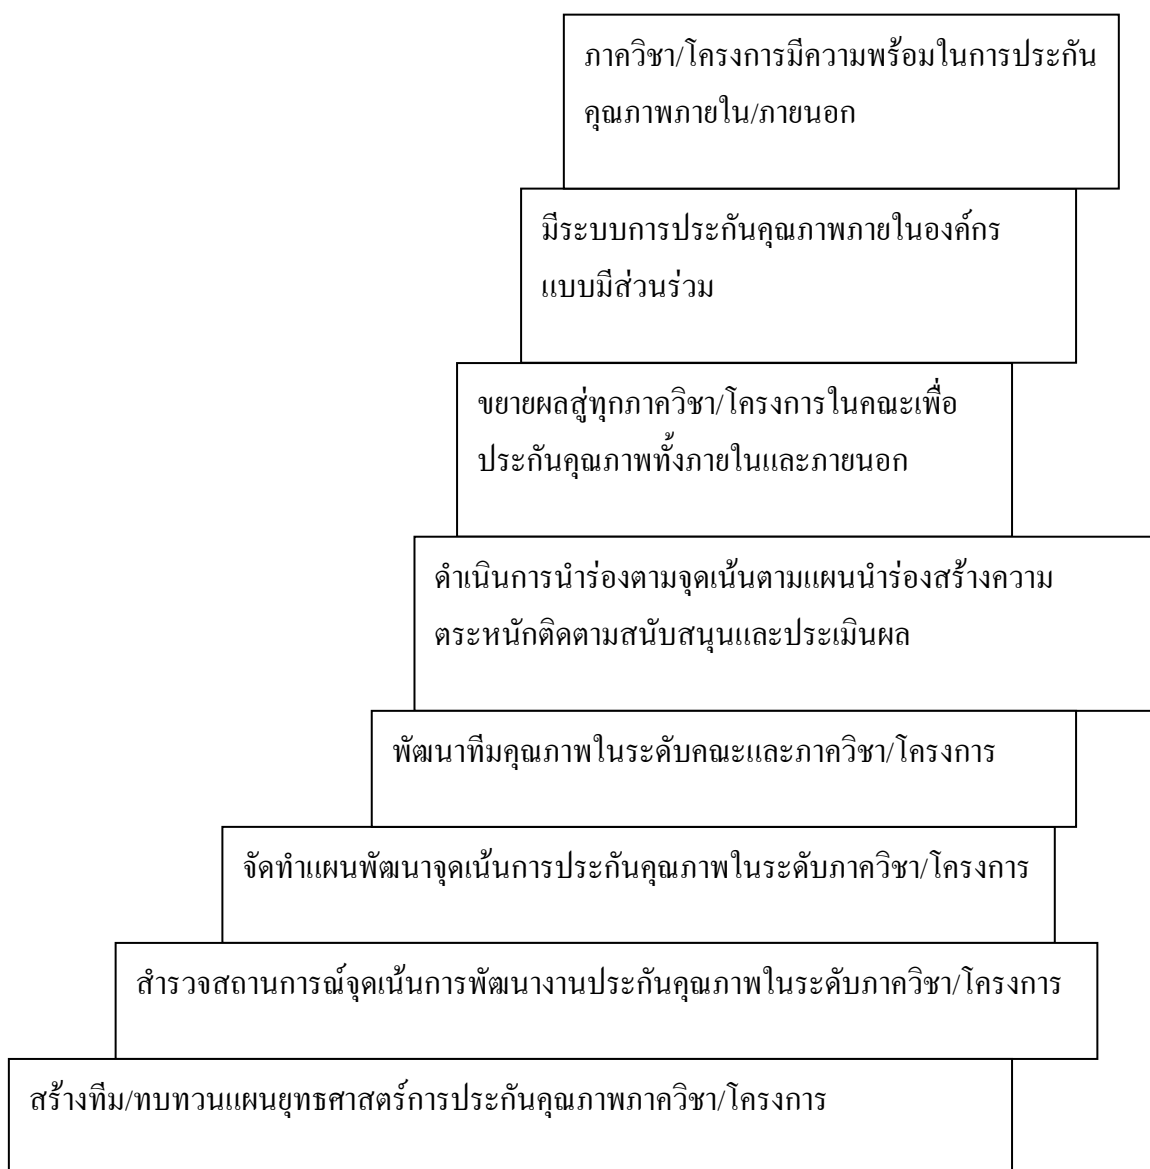 ภาควิชา/โครงการมีความพร้อมในการประกัน
คุณภาพภายใน/ภายนอก
มีระบบการประกันคุณภาพภายในองค์กร
แบบมีส่วนร่วม
ขยายผลสู่ทุกภาควิชา/โครงการในคณะเพื่อ
ประกันคุณภาพทั้งภายในและภายนอก
ดำเนินการนำร่องตามจุดเน้นตามแผนนำร่องสร้างความ
ตระหนักติดตามสนับสนุนและประเมินผล
พัฒนาทีมคุณภาพในระดับคณะและภาควิชา/โครงการ
จัดทำแผนพัฒนาจุดเน้นการประกันคุณภาพในระดับภาควิชา/โครงการ
สำรวจสถานการณ์จุดเน้นการพัฒนางานประกันคุณภาพในระดับภาควิชา/โครงการ
สร้างทีม/ทบทวนแผนยุทธศาสตร์การประกันคุณภาพภาควิชา/โครงการ